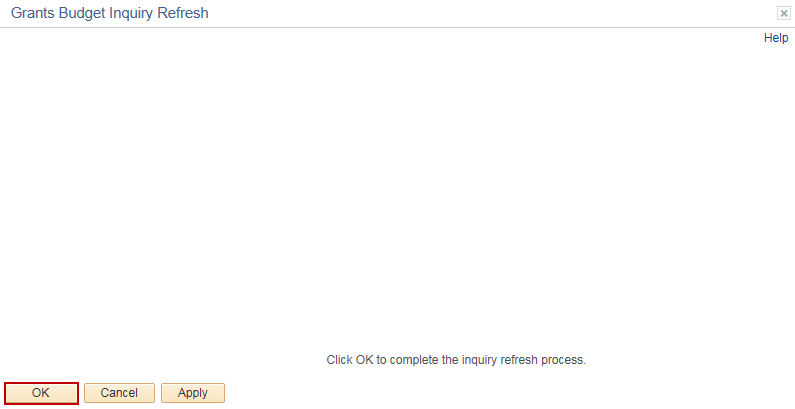 Grants Budget Inquiry Refresh
Help
Click OK to complete the inquiry refresh process.
OK Cancel Apply